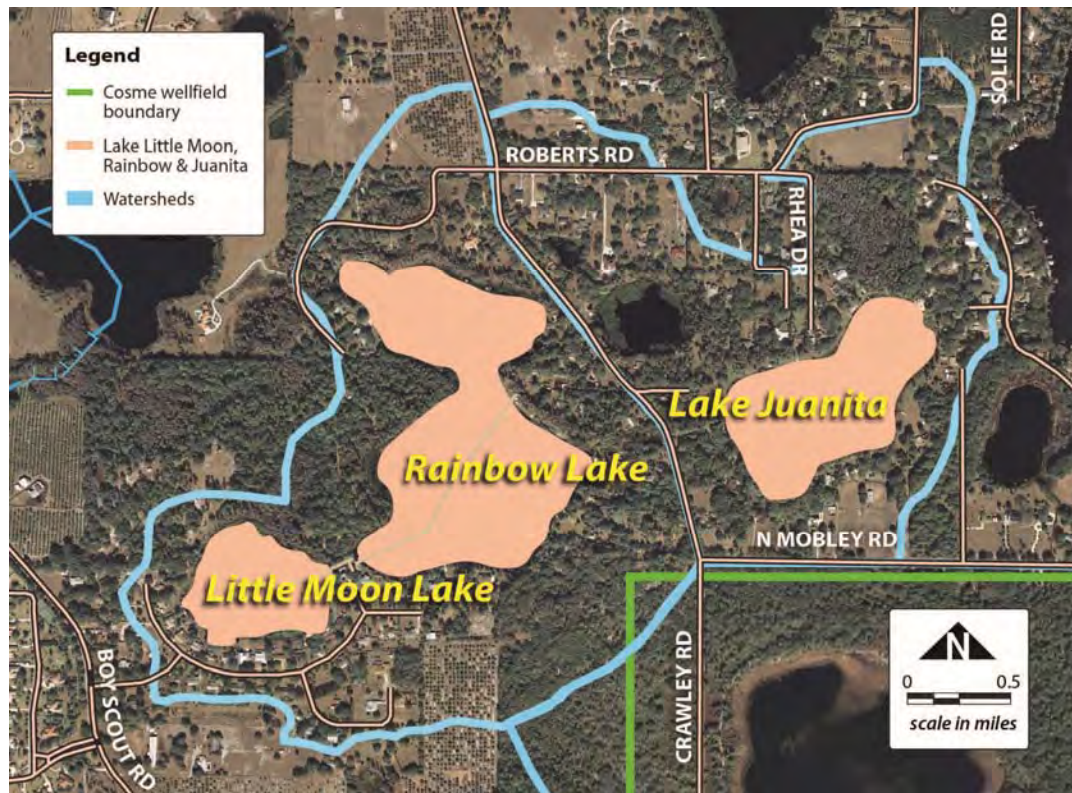 Legend
Cosme wellfield
boundary
Lake Little Moon,
Rainbow & Juanita
Watersheds
SOLIE RD
ROBERTS RD
RHEA DR
Lake Juanita
Rainbow Lake
N MOBLEY RD
Little Moon Lake
BOY SCOUT RD
CRAWLEY RD
N
0 0.5
scale in miles